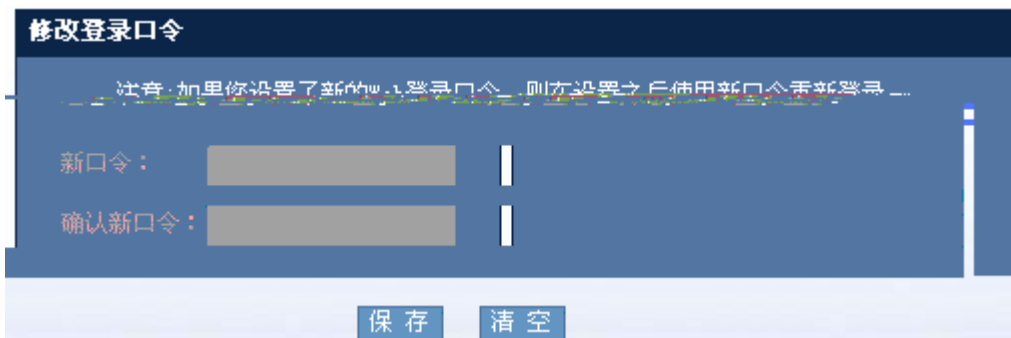 修改登录口令
注意:如果您设置了新的 登录口令 则在设置之后使用新口令重新登录
新口令：
确认新口令：
保 存
清 空